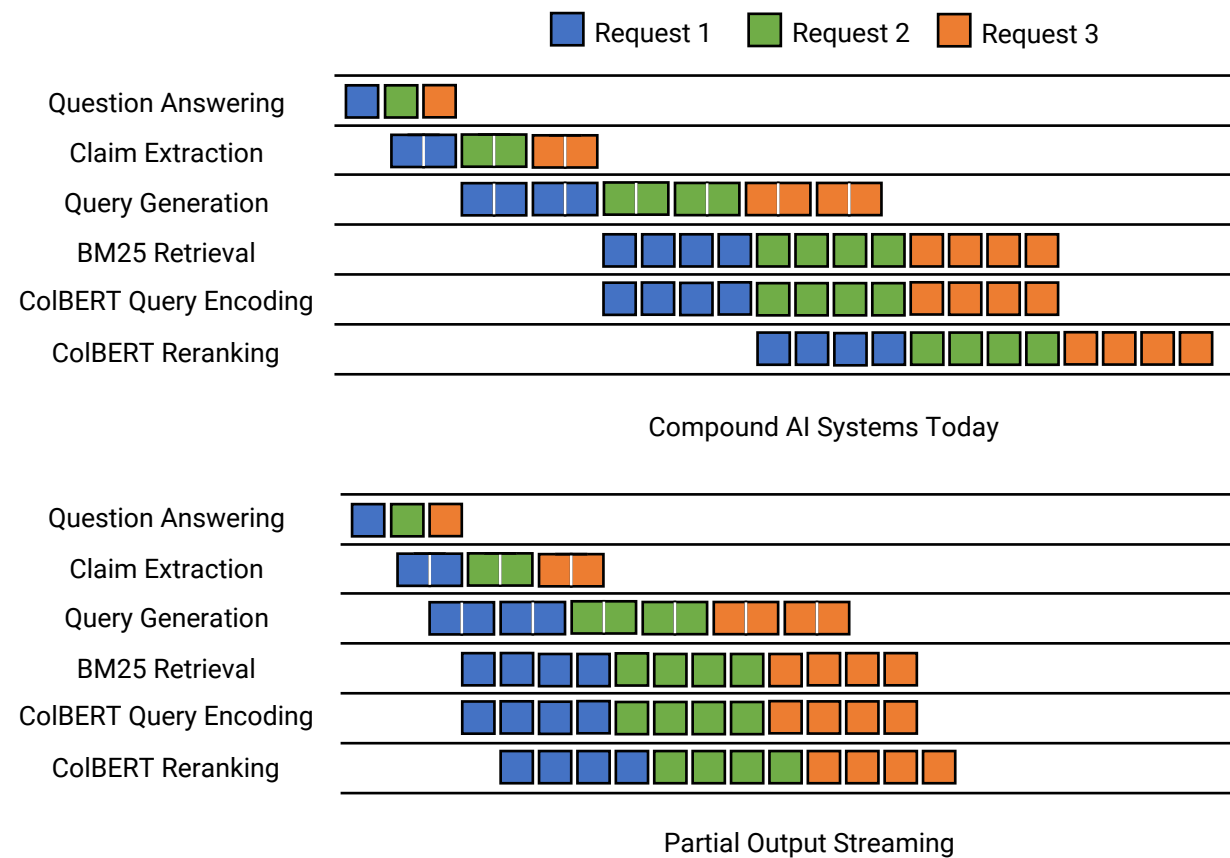 Request 1 Request 2 Request 3
Question Answering
Claim Extraction
Query Generation
BM25 Retrieval
ColBERT Query Encoding
ColBERT Reranking
Compound AI Systems Today
Question Answering
Claim Extraction
Query Generation
BM25 Retrieval
ColBERT Query Encoding
ColBERT Reranking
Partial Output Streaming